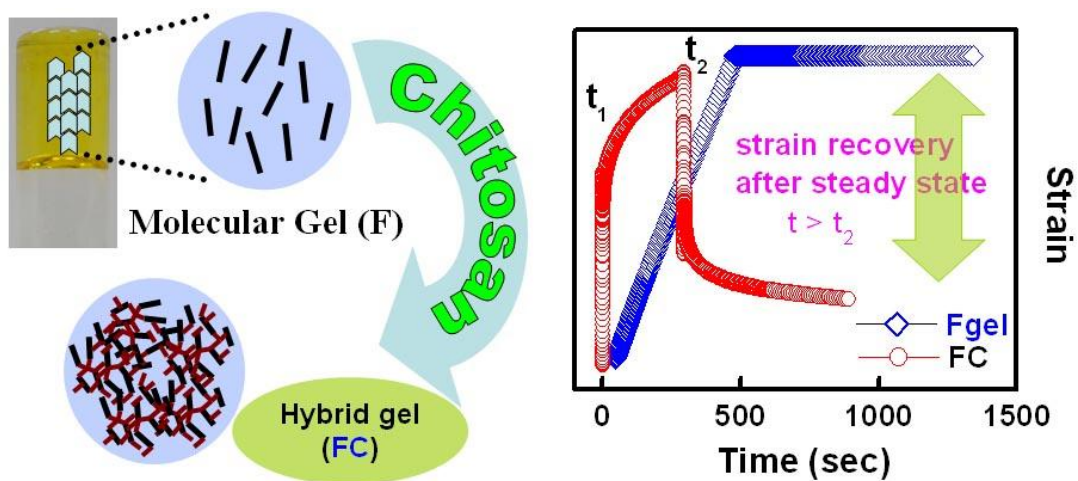 Molecular Gel (F)
Chitosan
Hybrid gel
(FC)
t1
t2
strain recovery
after steady state
t > t2
Fgel
FC
0
500
1000
1500
Time (sec)
Strain